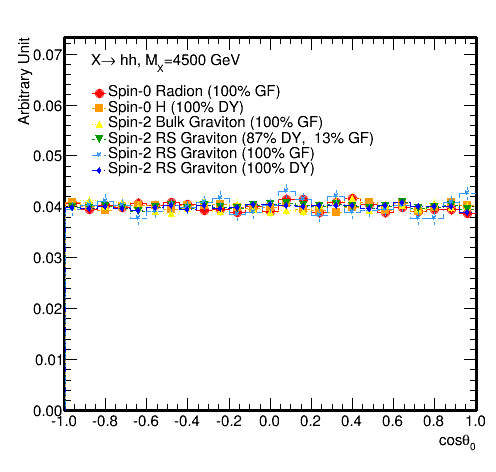 Arbitrary Unit
X→ hh, M_X=4500 GeV
Spin-0 Radion (100% GF)
Spin-0 H (100% DY)
Spin-2 Bulk Graviton (100% GF)
Spin-2 RS Graviton (87% DY, 13% GF)
Spin-2 RS Graviton (100% GF)
Spin-2 RS Graviton (100% DY)
0.07
0.06
0.05
0.04
0.03
0.02
0.01
0.00
-1.0 -0.8 -0.6 -0.4 -0.2 0.0 0.2 0.4 0.6 0.8 1.0
cosθ₀